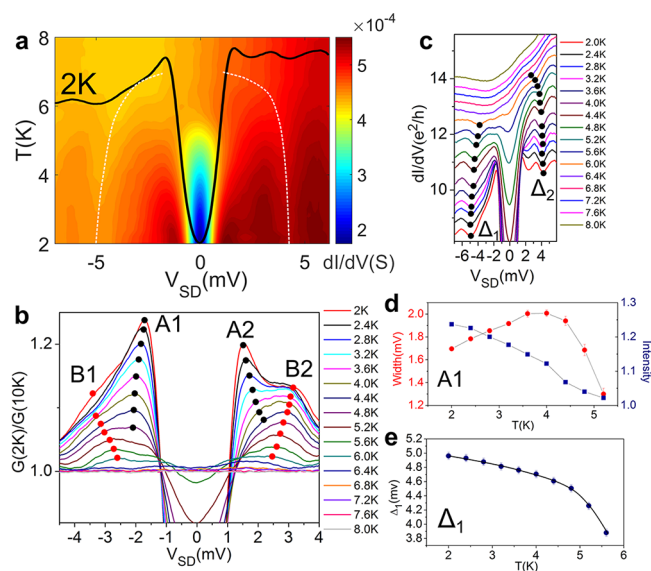 a
2K
T(K)
8
6
4
2
-5
0
5
V_SD(mV)
×10⁻⁴
5
4
3
2
dI/dV(S)
c
dI/dV(e²/h)
14
12
10
-6 -4 -2 0 2 4 6
V_SD(mV)
Δ₁
Δ₂
2.0K
2.4K
2.8K
3.2K
3.6K
4.0K
4.4K
4.8K
5.2K
5.6K
6.0K
6.4K
6.8K
7.2K
7.6K
8.0K
b
G(2K)/G(10K)
1.2
1.0
A1
A2
B1
B2
-4 -3 -2 -1 0 1 2 3 4
V_SD(mV)
2K
2.4K
2.8K
3.2K
3.6K
4.0K
4.4K
4.8K
5.2K
5.6K
6.0K
6.4K
6.8K
7.2K
7.6K
8.0K
d
Width(mV)
2.0
1.8
1.6
1.4
1.2
A1
1.3
1.2
1.1
1.0
Intensity
2 3 4 5
T(K)
e
Δ₁(mv)
5.2
5.0
4.8
4.6
4.4
4.2
4.0
3.8
Δ₁
2 3 4 5 6
T(K)